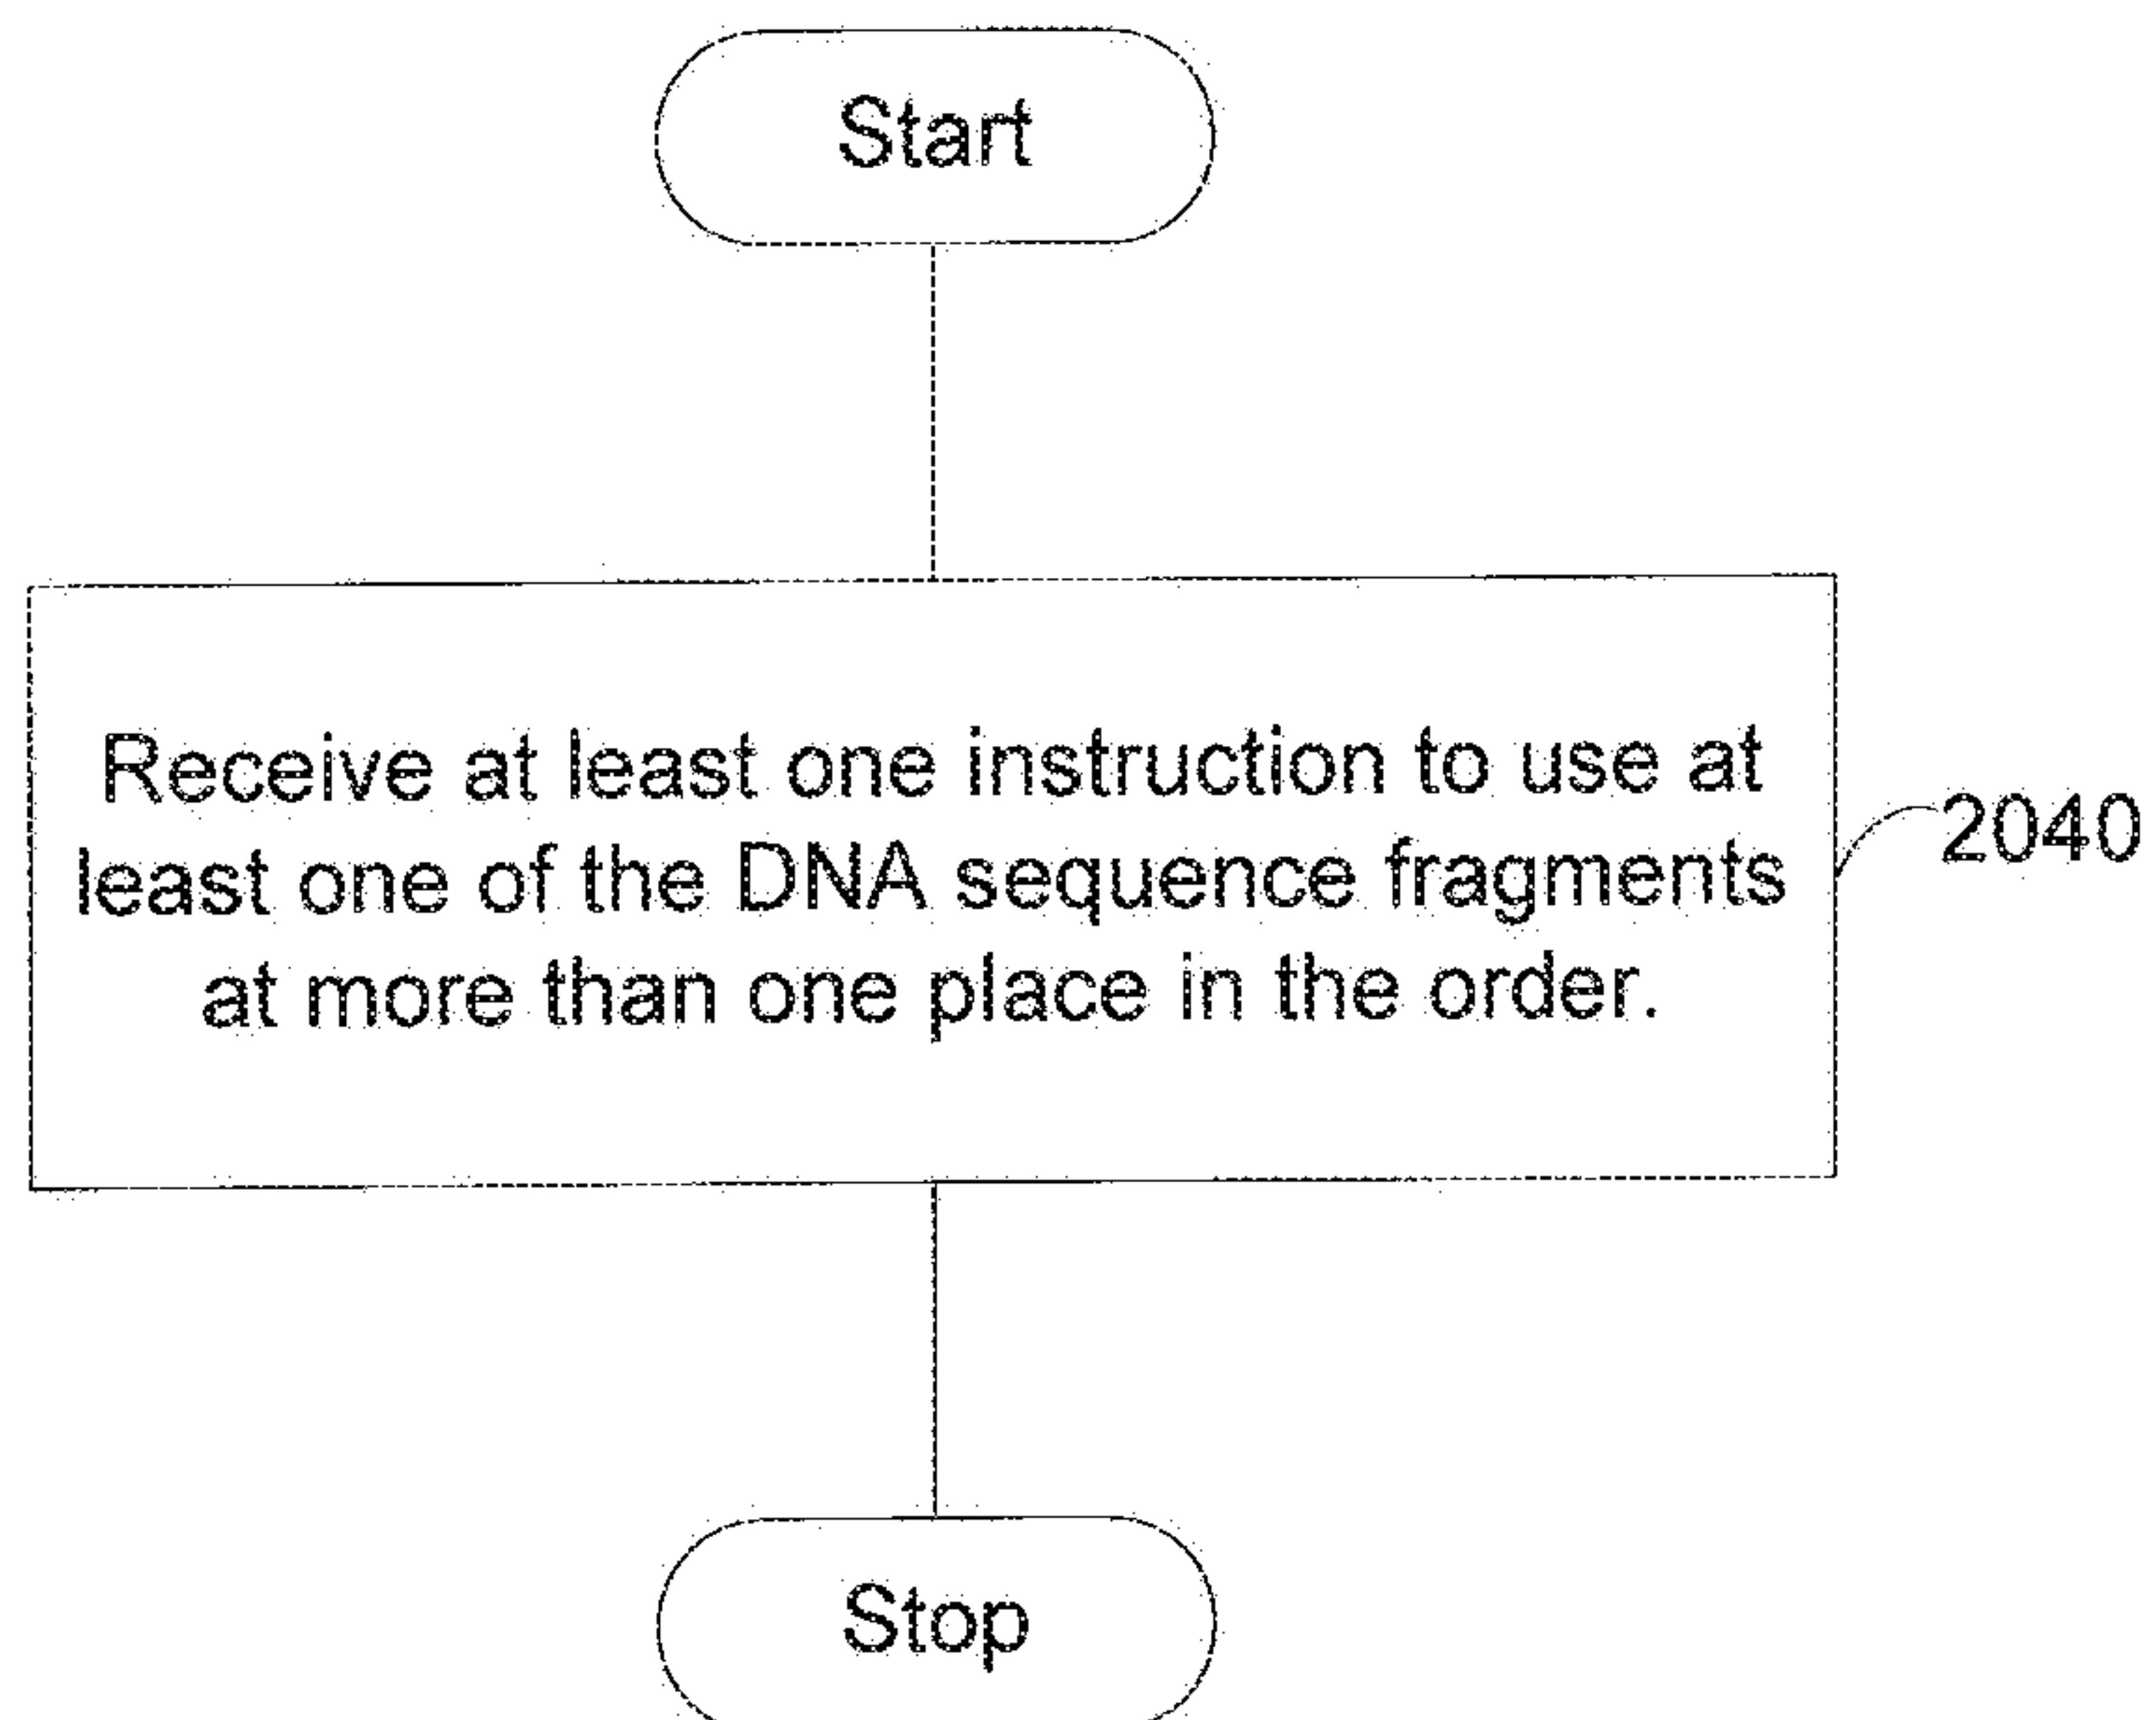 Start
Receive at least one instruction to use at
least one of the DNA sequence fragments
at more than one place in the order.
2040
Stop